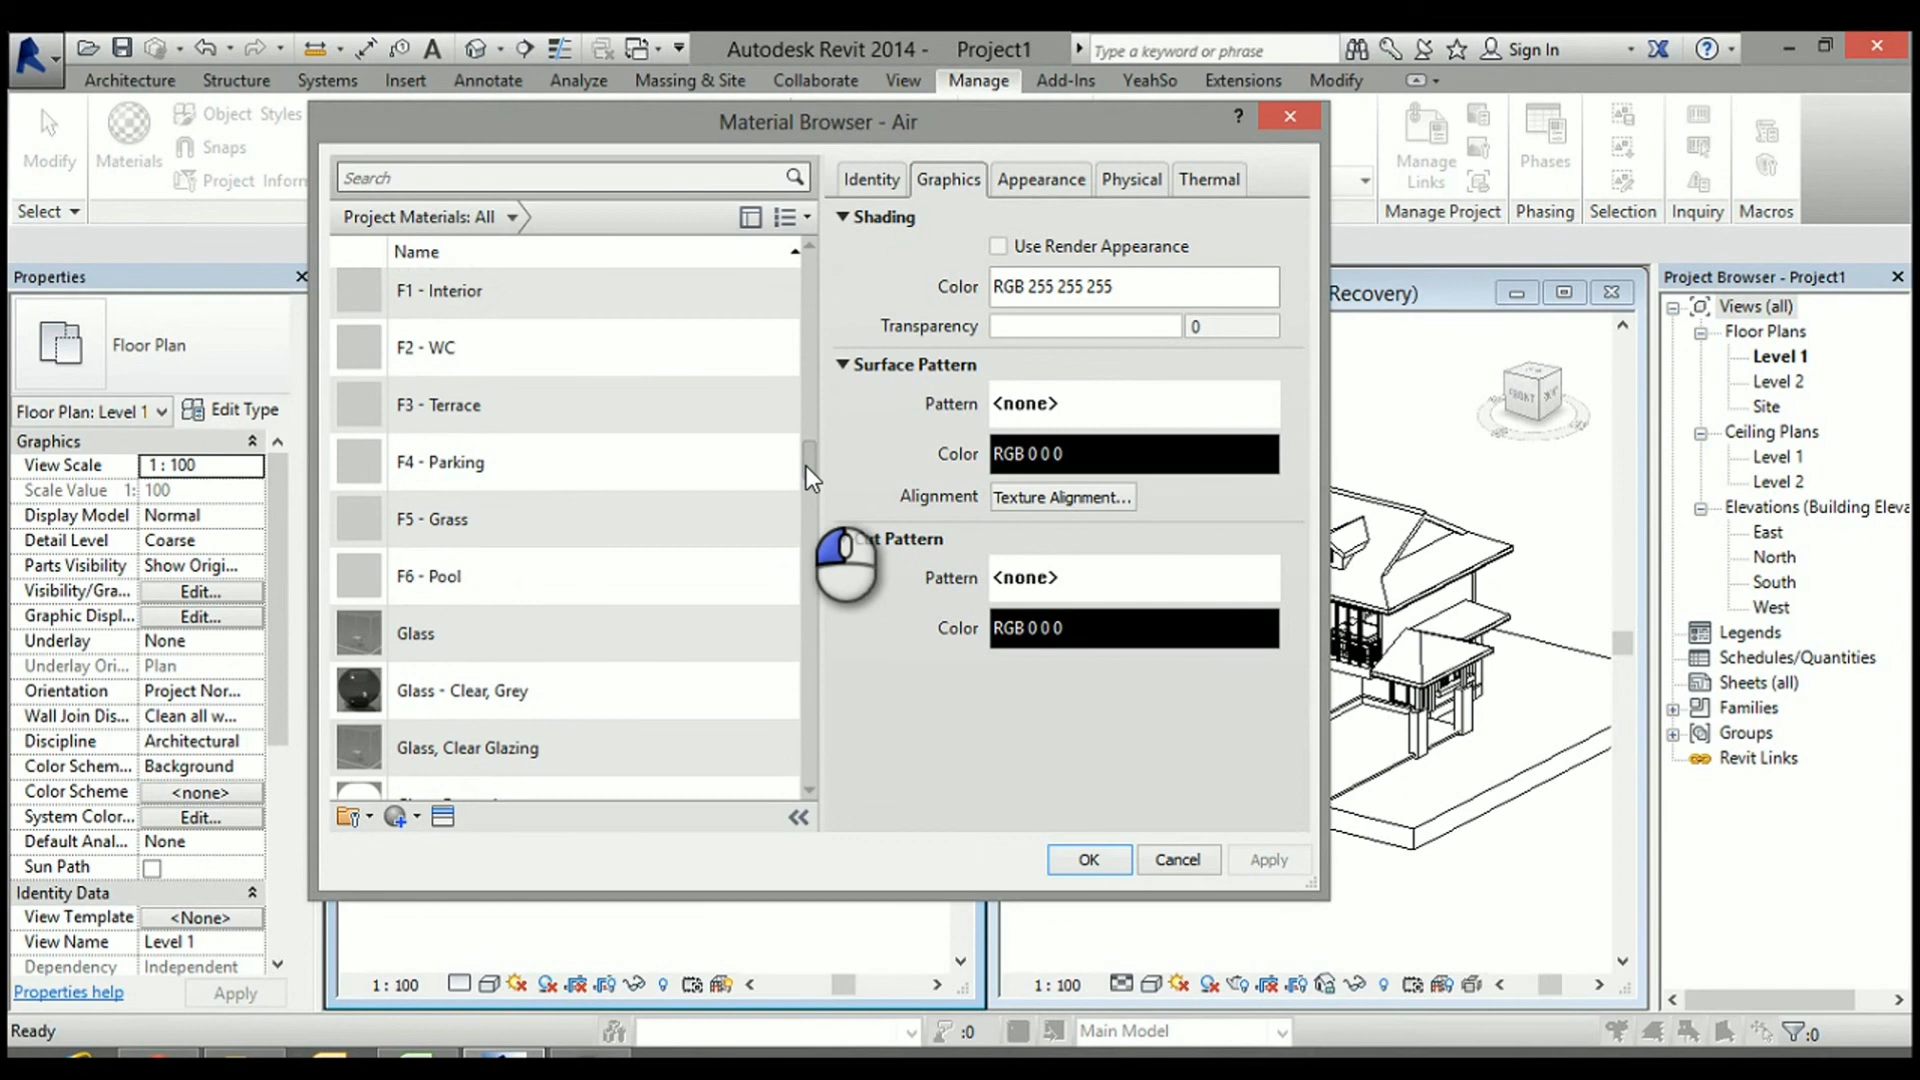 Autodesk Revit 2014 - Project1
Type a keyword or phrase
Sign In
Architecture Structure Systems Insert Annotate Analyze Massing & Site Collaborate View Manage Add-Ins YeahSo Extensions Modify
Modify
Materials
Object Styles
Snaps
Project Inform
Select
Manage Links
Phases
Manage Project Phasing Selection Inquiry Macros
Material Browser - Air
Search
Project Materials: All
Name
F1 - Interior
F2 - WC
F3 - Terrace
F4 - Parking
F5 - Grass
F6 - Pool
Glass
Glass - Clear, Grey
Glass, Clear Glazing
Identity Graphics Appearance Physical Thermal
Shading
Use Render Appearance
Color RGB 255 255 255
Transparency 0
Surface Pattern
Pattern <none>
Color RGB 0 0 0
Alignment Texture Alignment...
Cut Pattern
Pattern <none>
Color RGB 0 0 0
OK Cancel Apply
Properties
Floor Plan
Floor Plan: Level 1 Edit Type
Graphics
View Scale 1 : 100
Scale Value 1: 100
Display Model Normal
Detail Level Coarse
Parts Visibility Show Origi...
Visibility/Gra... Edit...
Graphic Displ... Edit...
Underlay None
Underlay Ori... Plan
Orientation Project Nor...
Wall Join Dis... Clean all w...
Discipline Architectural
Color Schem... Background
Color Scheme <none>
System Color... Edit...
Default Anal... None
Sun Path
Identity Data
View Template <None>
View Name Level 1
Dependency Independent
Properties help Apply
Recovery)
FRONT
1 : 100
1 : 100
Project Browser - Project1
Views (all)
Floor Plans
Level 1
Level 2
Site
Ceiling Plans
Level 1
Level 2
Elevations (Building Eleva
East
North
South
West
Legends
Schedules/Quantities
Sheets (all)
Families
Groups
Revit Links
Ready :0 Main Model :0